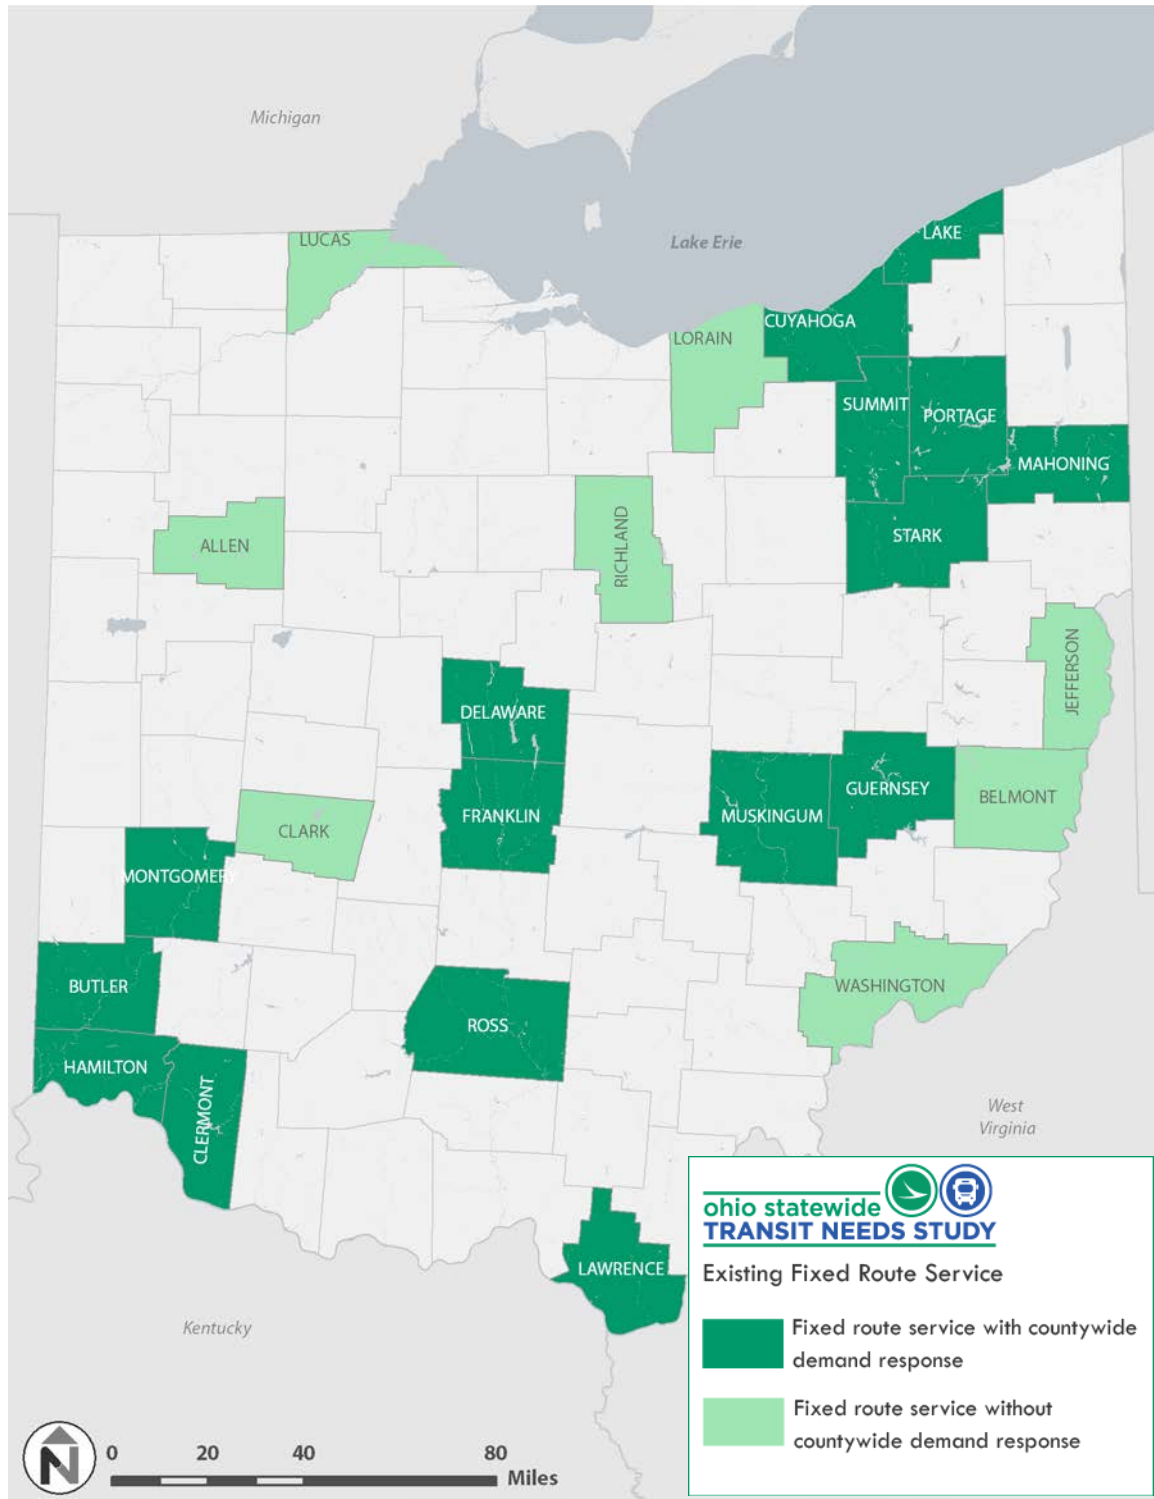 Michigan
LUCAS
Lake Erie
LAKE
CUYAHOGA
LORAIN
SUMMIT
PORTAGE
MAHONING
STARK
ALLEN
RICHLAND
JEFFERSON
DELAWARE
FRANKLIN
MUSKINGUM
GUERNSEY
BELMONT
CLARK
MONTGOMERY
BUTLER
WASHINGTON
ROSS
HAMILTON
CLERMONT
West
Virginia
LAWRENCE
Kentucky
ohio statewide
TRANSIT NEEDS STUDY
Existing Fixed Route Service
Fixed route service with countywide
demand response
Fixed route service without
countywide demand response
N
0 20 40 80
Miles